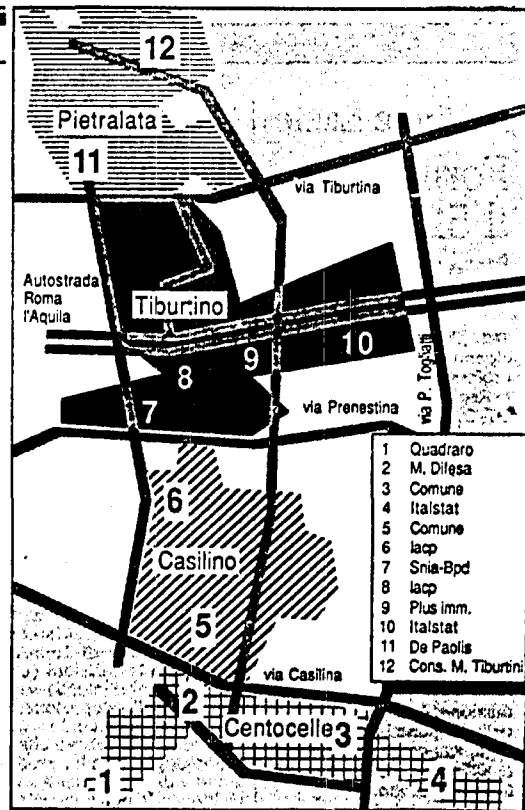 12
Pietralata
11
via Tiburtina
Autostrada
Roma
l'Aquila
Tiburtino
10
9
8
7
via Prenestina
via P. Togliatti
6
Casilino
5
via Casilina
2
Centocelle
3
1
4
1 Quadraro
2 M. Difesa
3 Comune
4 Italstat
5 Comune
6 Iacp
7 Snia-Bpd
8 Iacp
9 Plus imm.
10 Italstat
11 De Paolis
12 Cons. M. Tiburtini